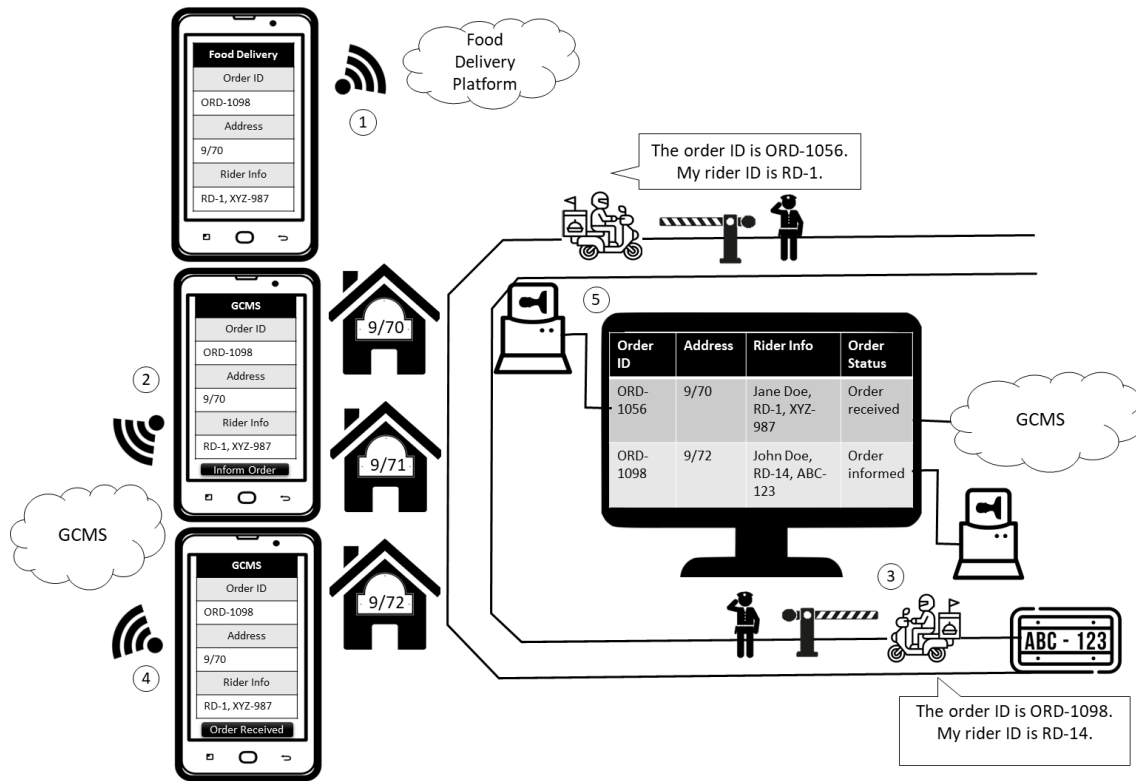 Food Delivery
Order ID
ORD-1098
Address
9/70
Rider Info
RD-1, XYZ-987
1
Food
Delivery
Platform
The order ID is ORD-1056.
My rider ID is RD-1.
GCMS
Order ID
ORD-1098
Address
9/70
Rider Info
RD-1, XYZ-987
Inform Order
2
9/70
9/71
9/72
5
Order
ID
Address
Rider Info
Order
Status
ORD-
1056
9/70
Jane Doe,
RD-1, XYZ-
987
Order
received
ORD-
1098
9/72
John Doe,
RD-14, ABC-
123
Order
informed
GCMS
GCMS
GCMS
Order ID
ORD-1098
Address
9/70
Rider Info
RD-1, XYZ-987
Order Received
4
3
ABC - 123
The order ID is ORD-1098.
My rider ID is RD-14.